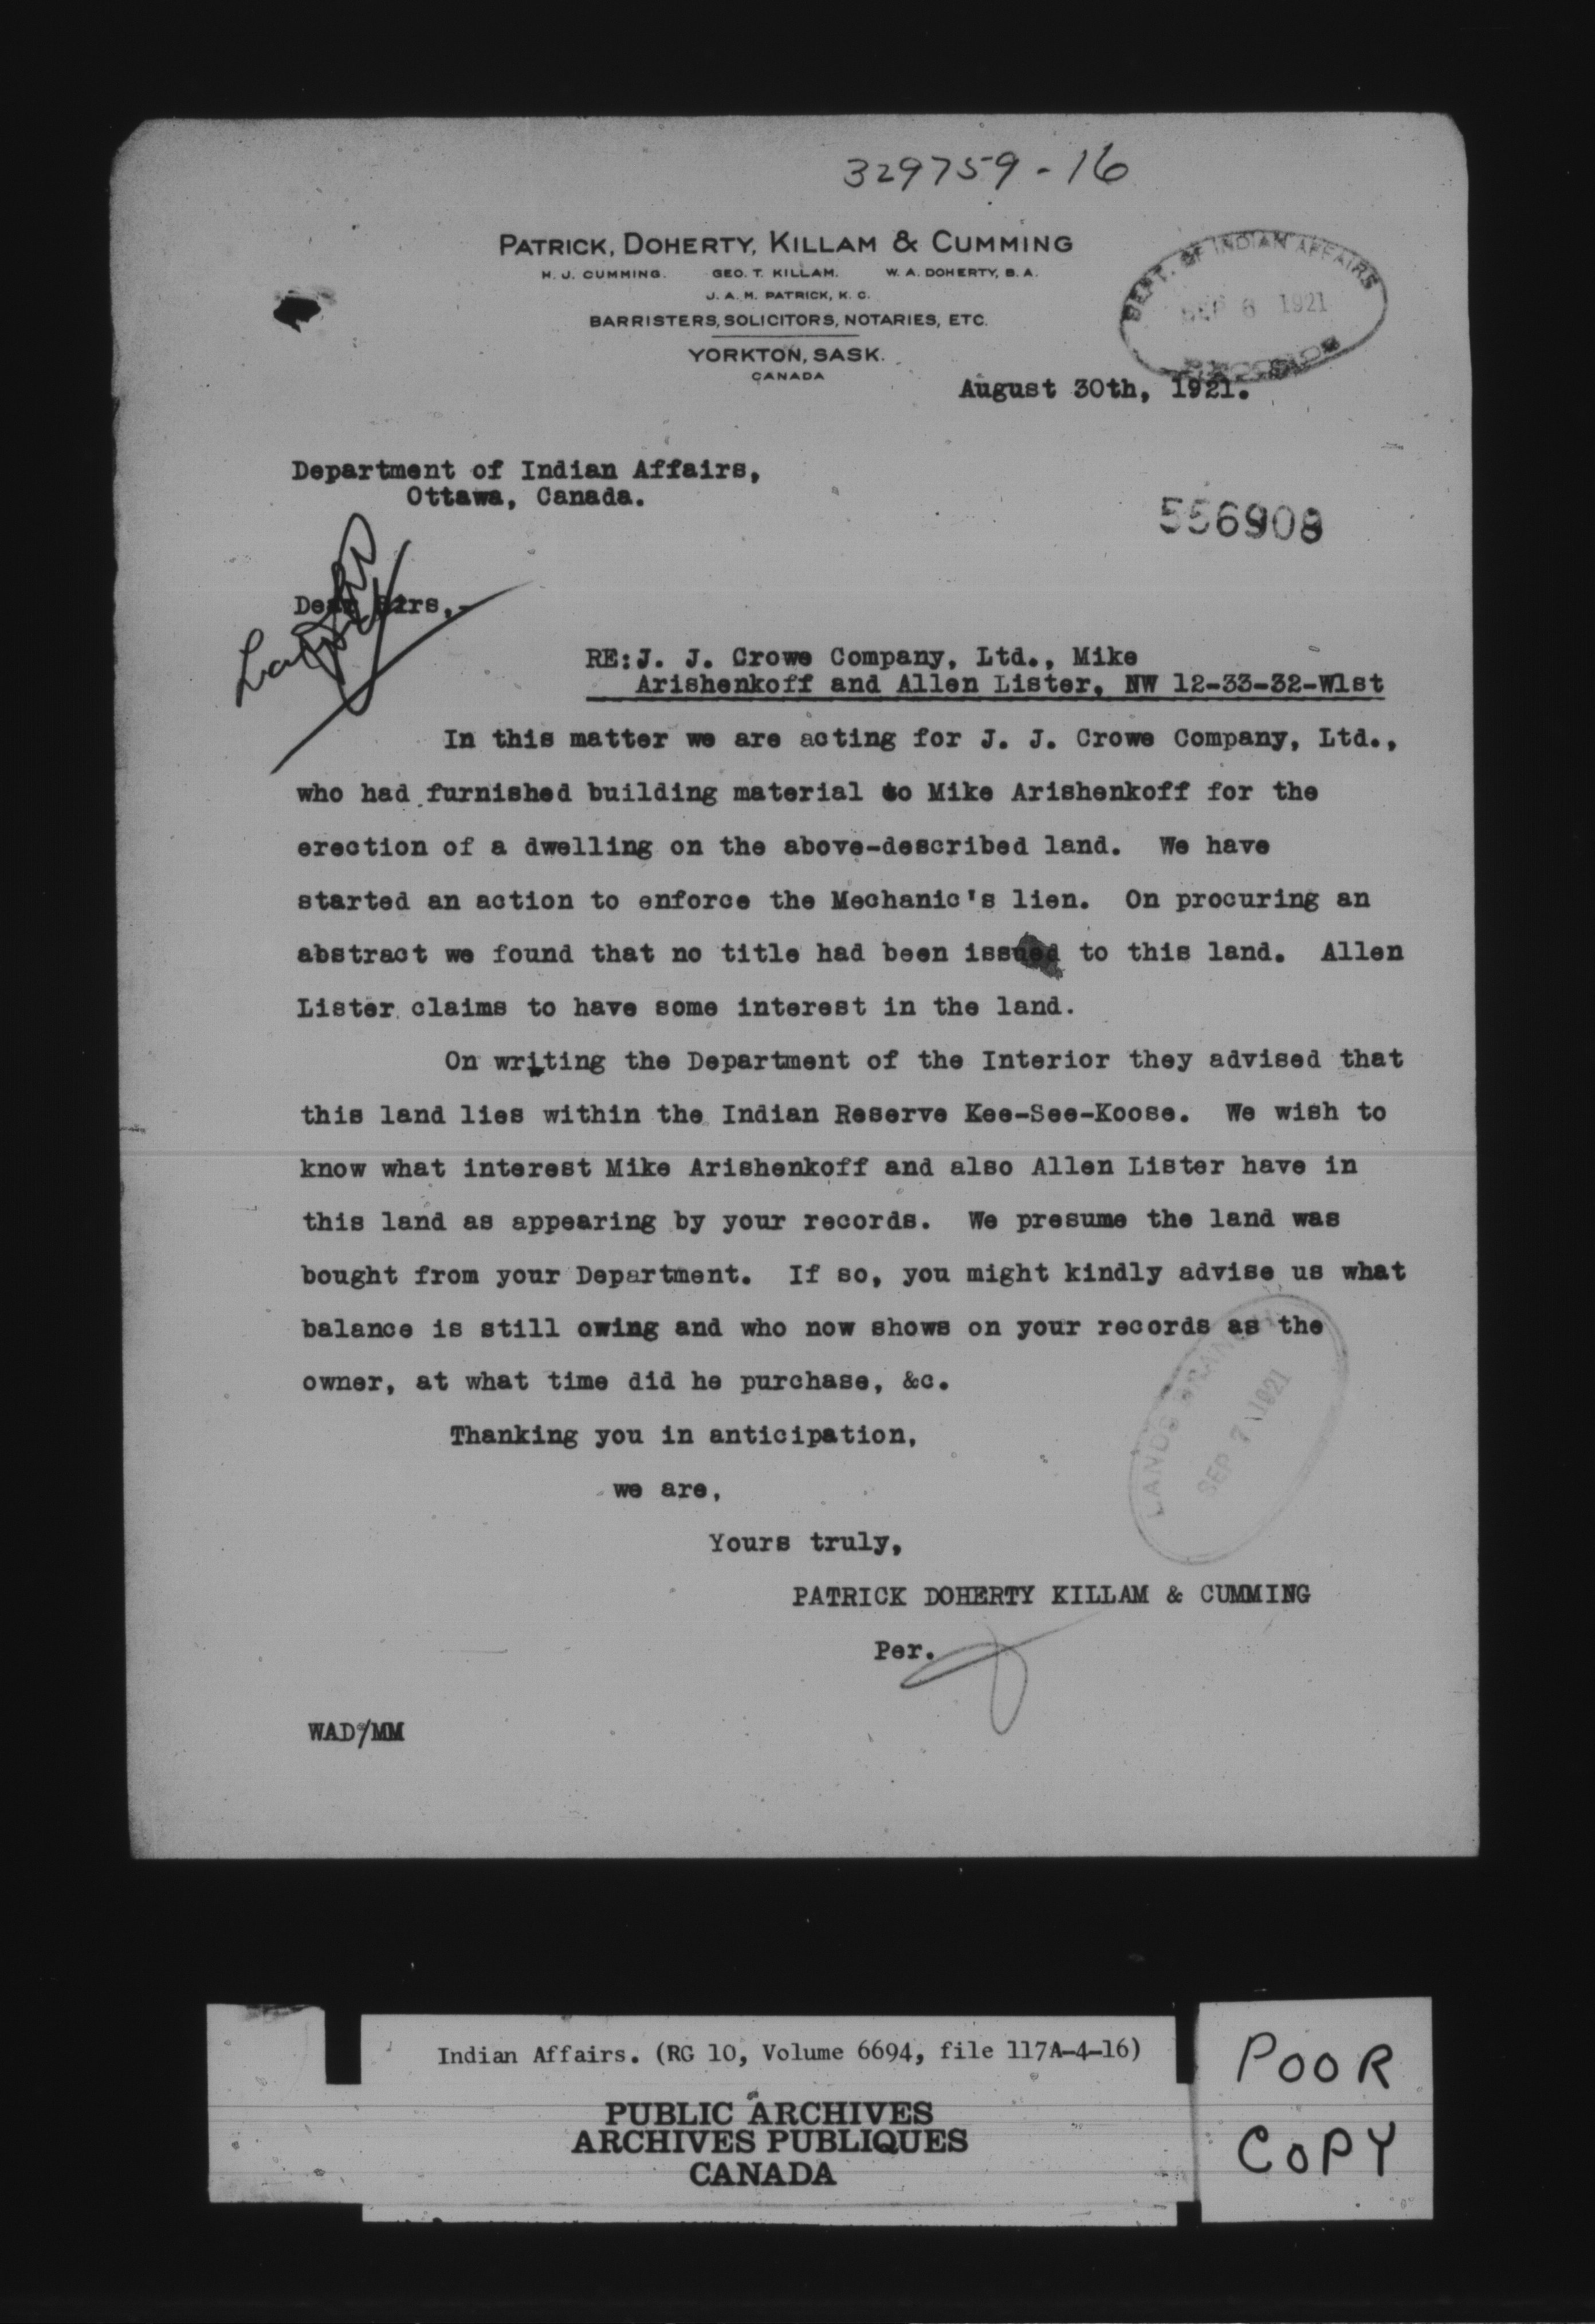 329759-16
PATRICK, DOHERTY, KILLAM & CUMMING
H. J. CUMMING. GEO. T. KILLAM. W. A. DOHERTY, B. A.
J. A. M. PATRICK, K. C.
BARRISTERS, SOLICITORS, NOTARIES, ETC.
YORKTON, SASK.
CANADA
DEPT. OF INDIAN AFFAIRS
SEP 6 1921
RECORDS
August 30th, 1921.
Department of Indian Affairs,
Ottawa, Canada.
556908
Dear Sirs,-
RE: J. J. Crowe Company, Ltd., Mike
Arishenkoff and Allen Lister, NW 12-33-32-W1st
In this matter we are acting for J. J. Crowe Company, Ltd.,
who had furnished building material to Mike Arishenkoff for the
erection of a dwelling on the above-described land. We have
started an action to enforce the Mechanic's lien. On procuring an
abstract we found that no title had been issued to this land. Allen
Lister claims to have some interest in the land.
On writing the Department of the Interior they advised that
this land lies within the Indian Reserve Kee-See-Koose. We wish to
know what interest Mike Arishenkoff and also Allen Lister have in
this land as appearing by your records. We presume the land was
bought from your Department. If so, you might kindly advise us what
balance is still owing and who now shows on your records as the
owner, at what time did he purchase, &c.
LANDS BRANCH
SEP 7 1921
Thanking you in anticipation,
we are,
Yours truly,
PATRICK DOHERTY KILLAM & CUMMING
Per.
WAD/MM
Indian Affairs. (RG 10, Volume 6694, file 117A-4-16)
PUBLIC ARCHIVES
ARCHIVES PUBLIQUES
CANADA
POOR
COPY